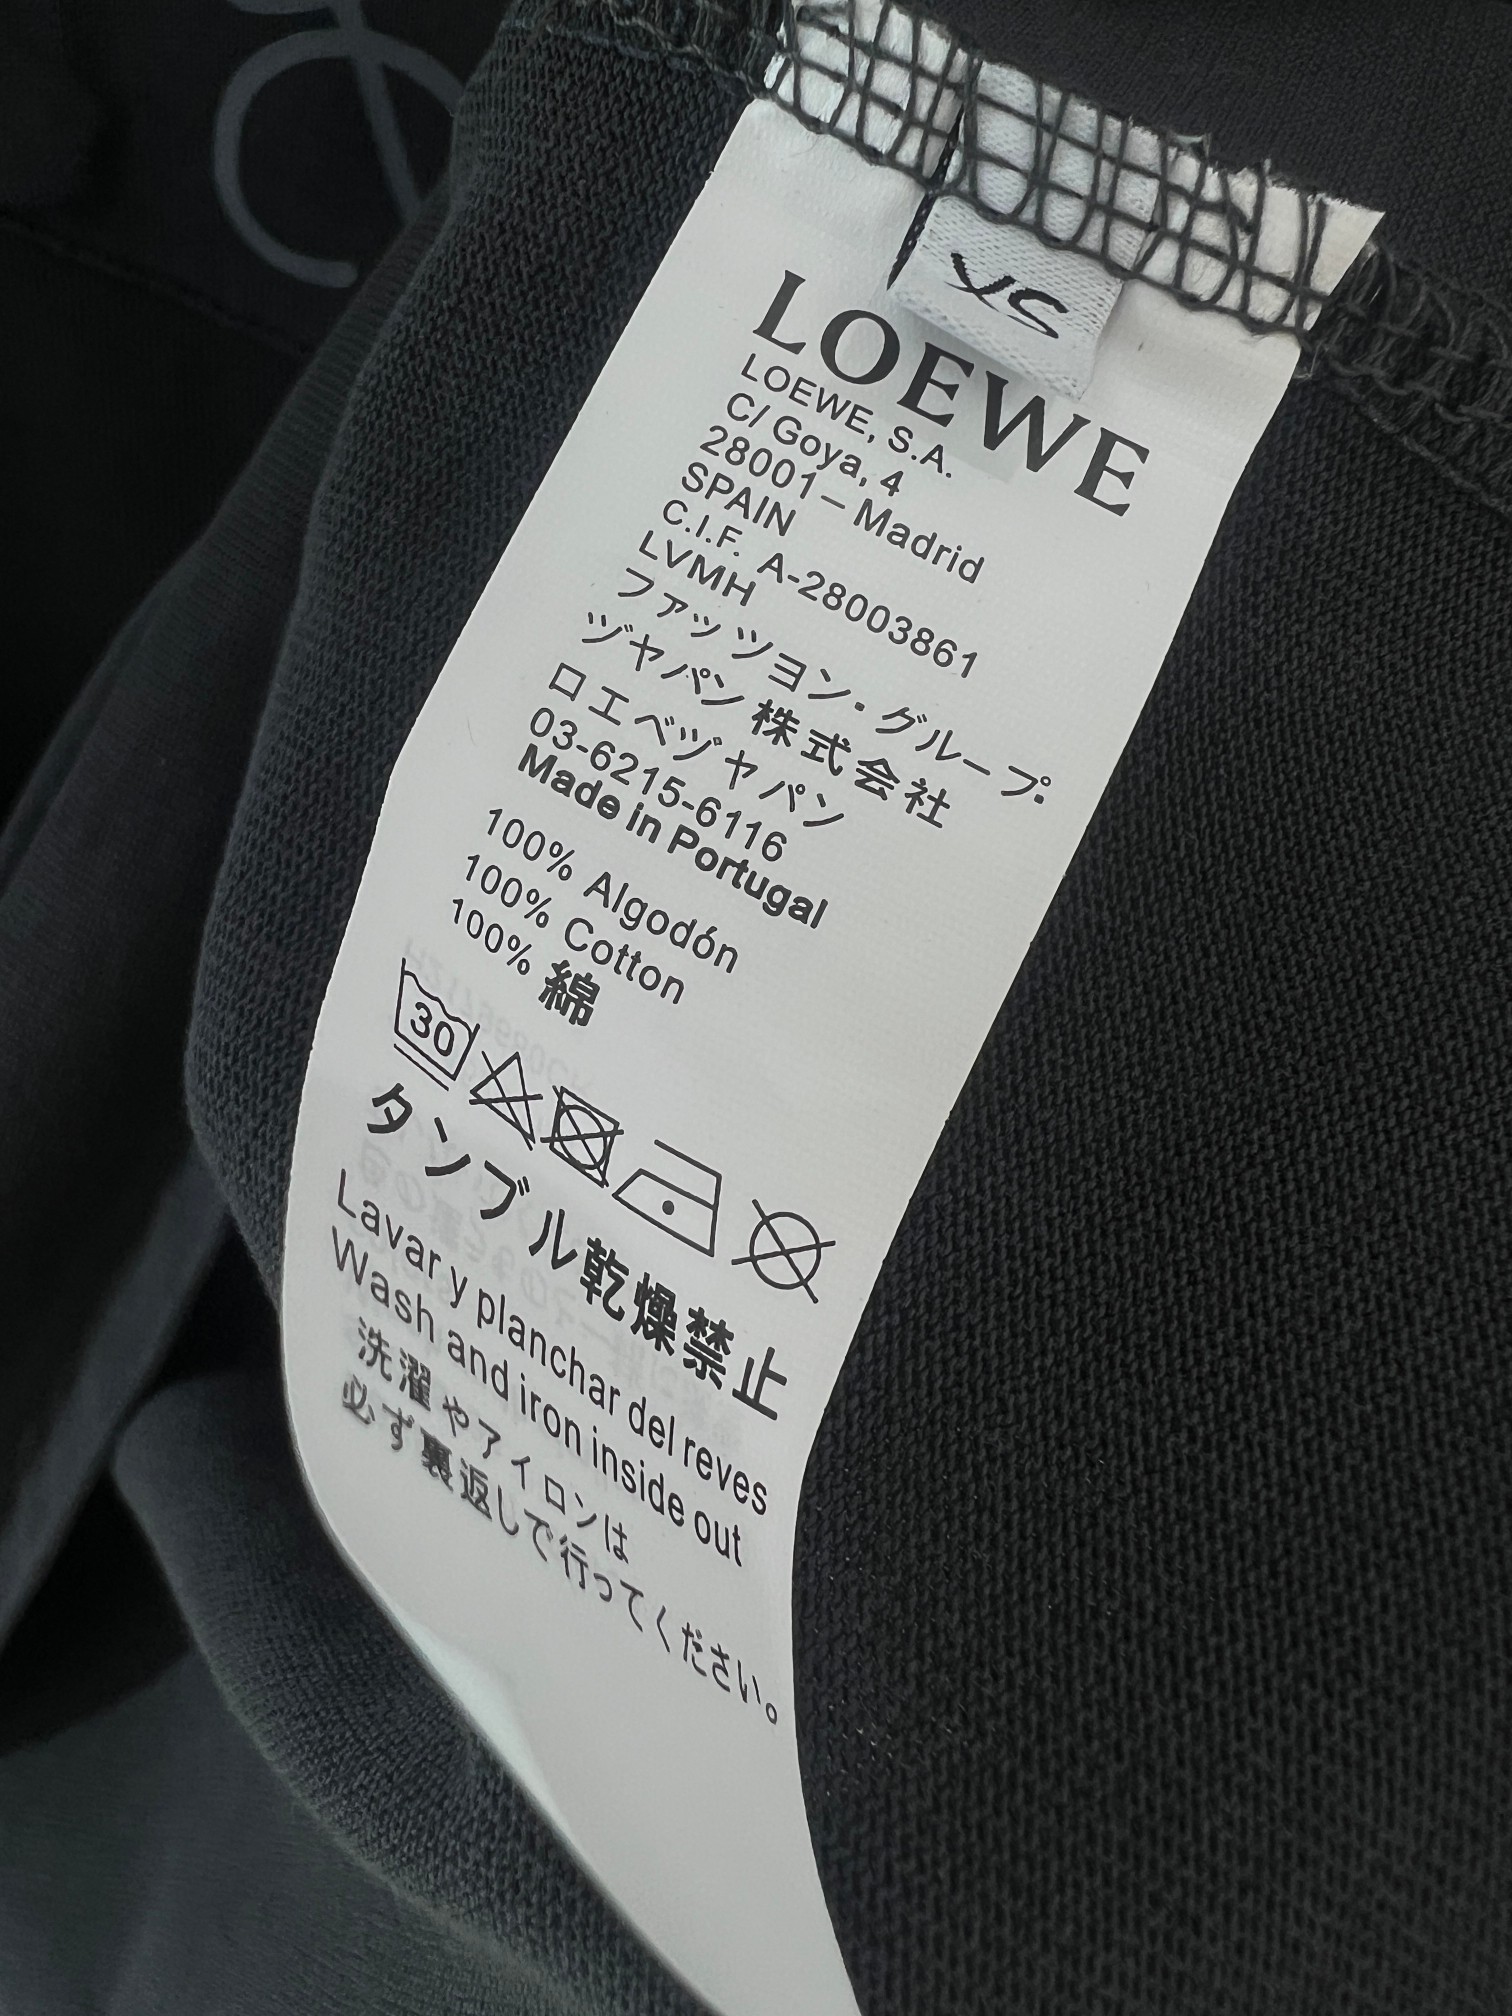 XS
LOEWE
LOEWE, S.A.
C/ Goya, 4
28001 – Madrid
SPAIN
C.I.F. A-28003861
LVMH
ファッツヨン・グループ・
ヅヤパン株式会社
ロエベヅヤパン
03-6215-6116
Made in Portugal
100% Algodón
100% Cotton
100% 綿
30
タンブル乾燥禁止
Lavar y planchar del reves
Wash and iron inside out
洗濯やアイロンは
必ず裏返しで行ってください。